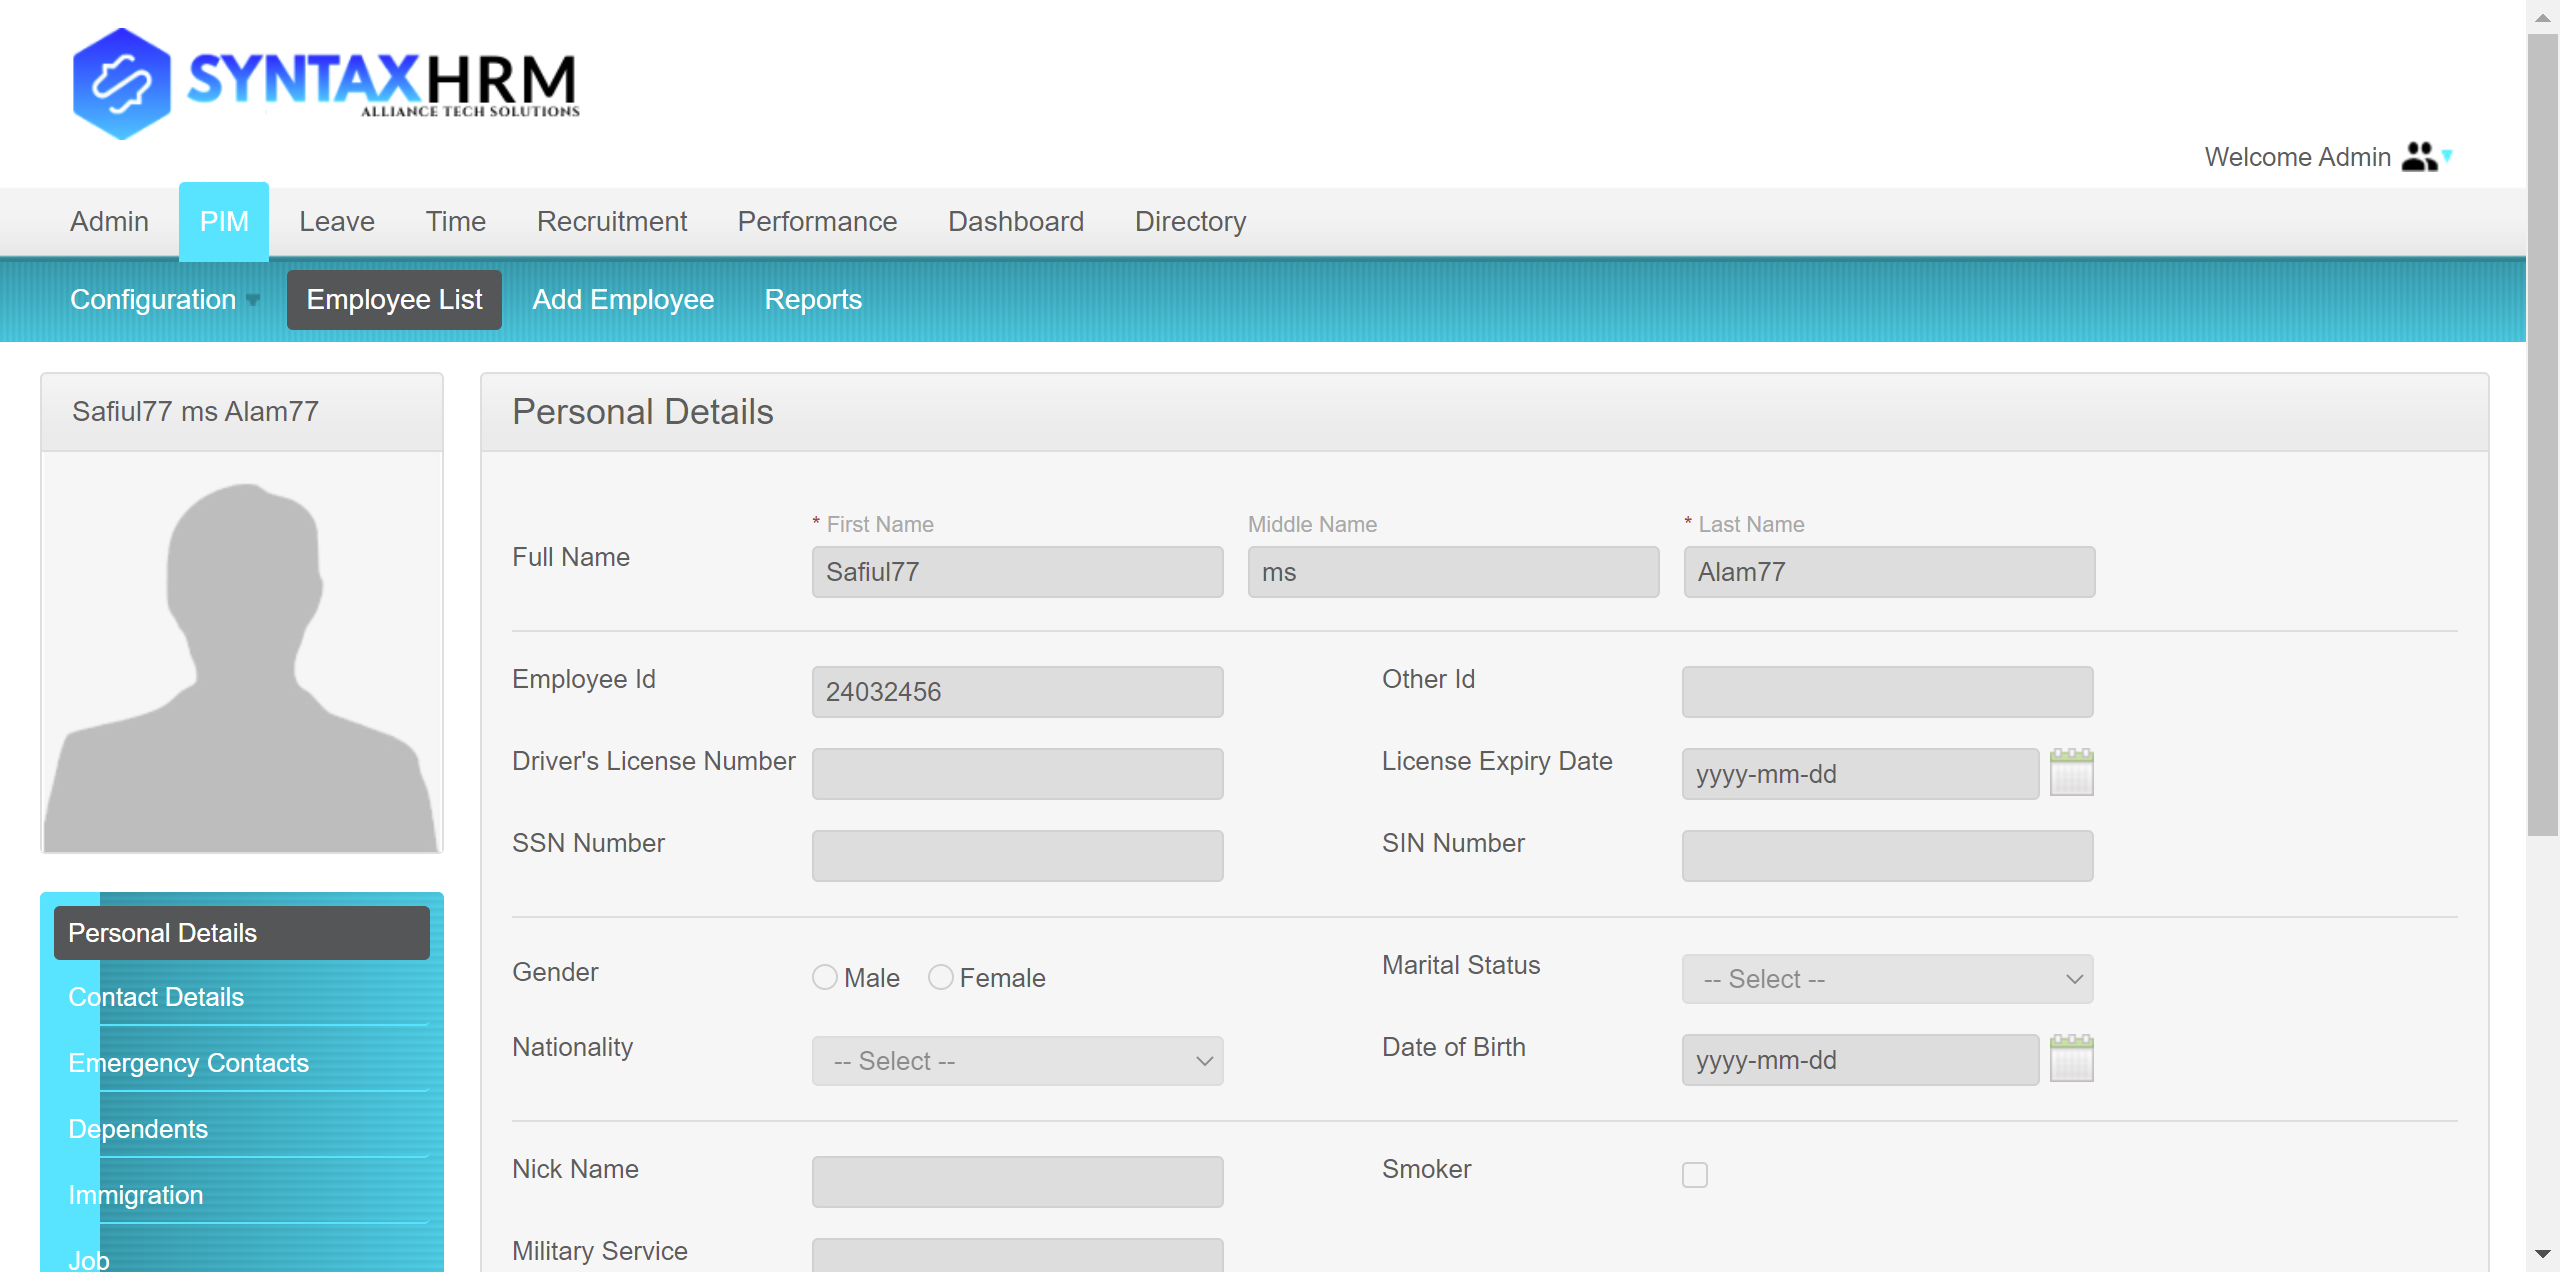 SYNTAXHRM
ALLIANCE TECH SOLUTIONS
Welcome Admin
Admin PIM Leave Time Recruitment Performance Dashboard Directory
Configuration Employee List Add Employee Reports
Safiul77 ms Alam77
Personal Details
* First Name Middle Name * Last Name
Full Name Safiul77 ms Alam77
Employee Id 24032456 Other Id
Driver's License Number License Expiry Date yyyy-mm-dd
SSN Number SIN Number
Gender Male Female Marital Status -- Select --
Nationality -- Select -- Date of Birth yyyy-mm-dd
Nick Name Smoker
Military Service
Personal Details
Contact Details
Emergency Contacts
Dependents
Immigration
Job